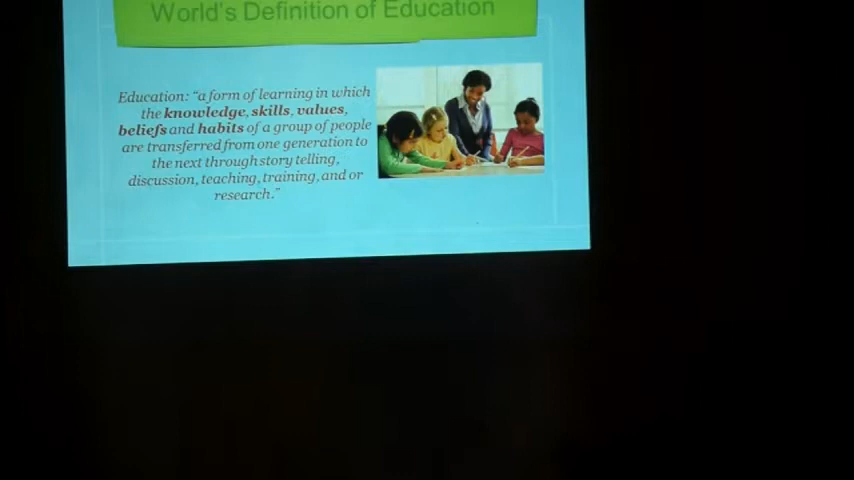 World's Definition of Education
Education: "a form of learning in which
the knowledge, skills, values,
beliefs and habits of a group of people
are transferred from one generation to
the next through story telling,
discussion, teaching, training, and or
research."